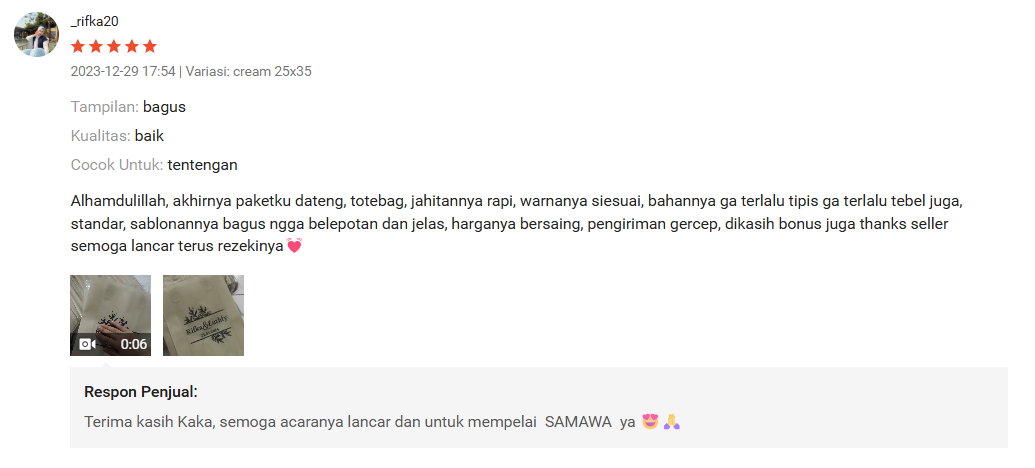 _rifka20
2023-12-29 17:54 | Variasi: cream 25x35
Tampilan: bagus
Kualitas: baik
Cocok Untuk: tentengan
Alhamdulillah, akhirnya paketku dateng, totebag, jahitannya rapi, warnanya siesuai, bahannya ga terlalu tipis ga terlalu tebel juga,
standar, sablonannya bagus ngga belepotan dan jelas, harganya bersaing, pengiriman gercep, dikasih bonus juga thanks seller
semoga lancar terus rezekinya💓
0:06
Respon Penjual:
Terima kasih Kaka, semoga acaranya lancar dan untuk mempelai SAMAWA ya 😍🙏